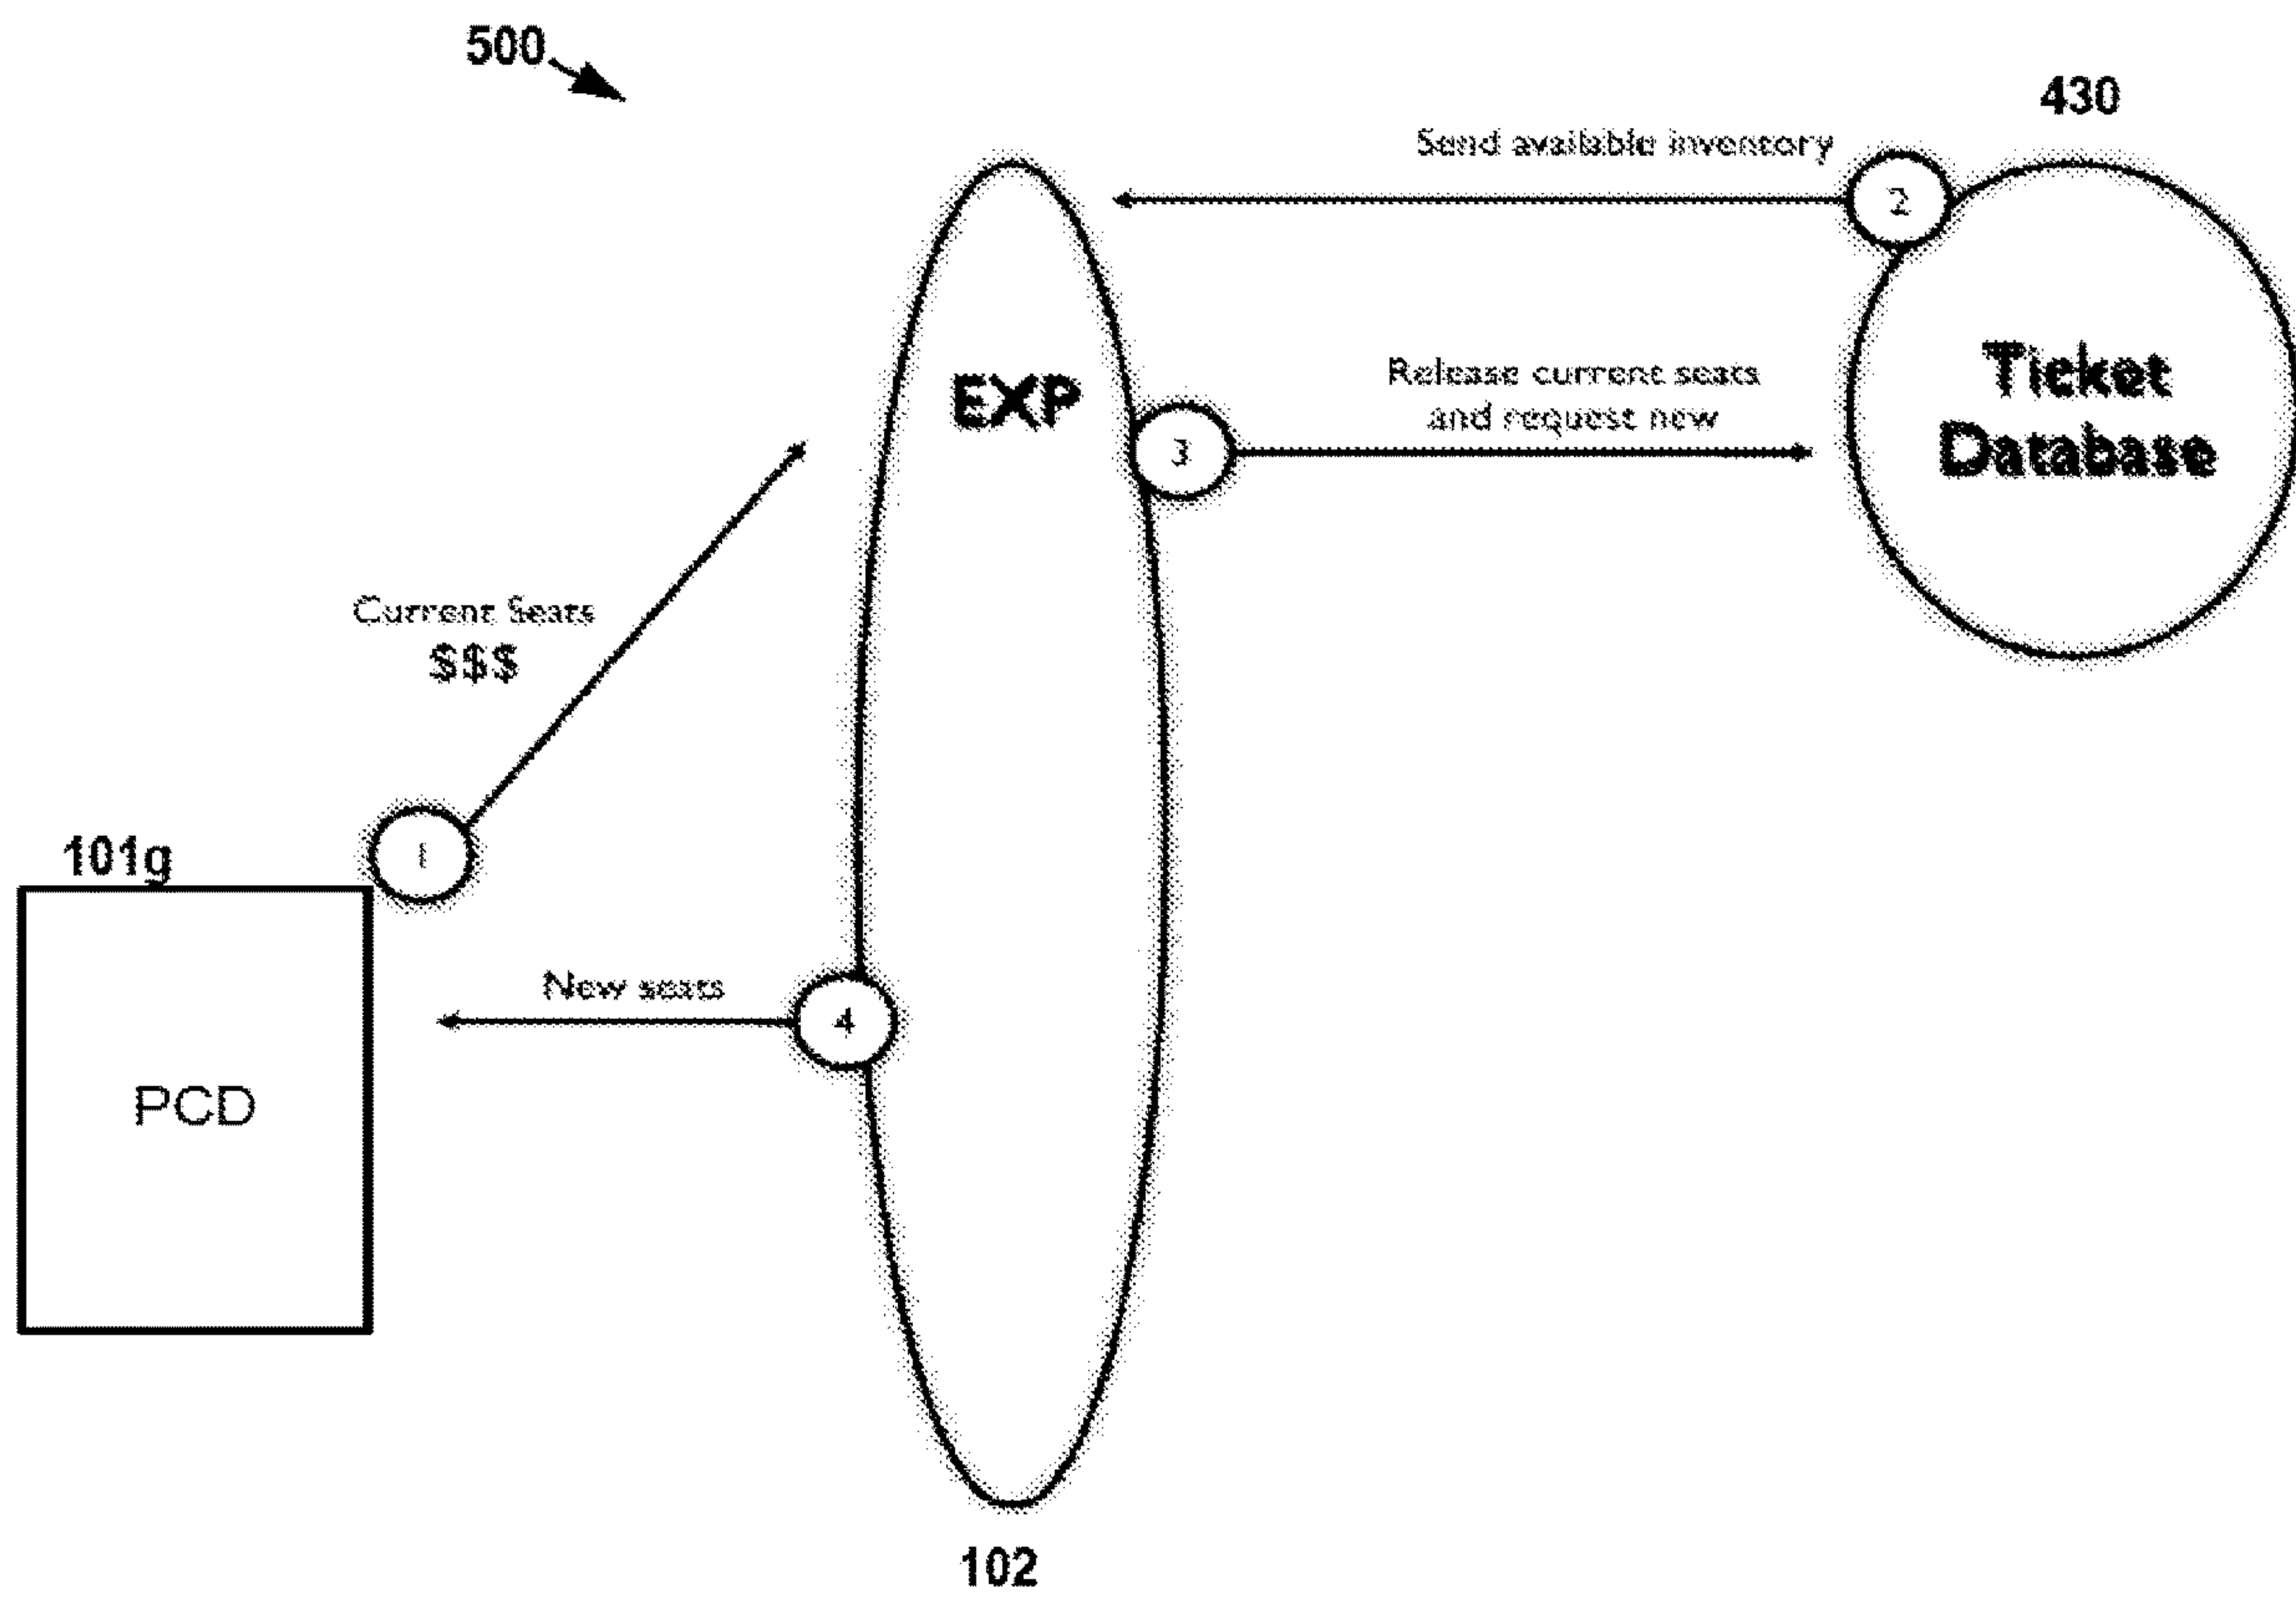 500
430
Send available inventory
2
EXP
Release current seats
and request new
3
Ticket
Database
Current Seats
$$$
101g
1
New seats
4
PCD
102